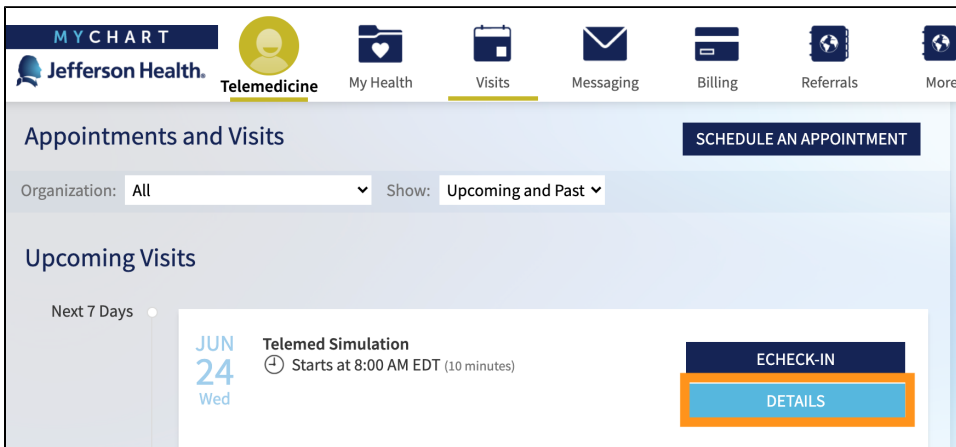 MYCHART
Jefferson Health.
Telemedicine
My Health
Visits
Messaging
Billing
Referrals
More
Appointments and Visits
SCHEDULE AN APPOINTMENT
Organization: All
Show: Upcoming and Past
Upcoming Visits
Next 7 Days
JUN
24
Wed
Telemed Simulation
Starts at 8:00 AM EDT (10 minutes)
ECHECK-IN
DETAILS